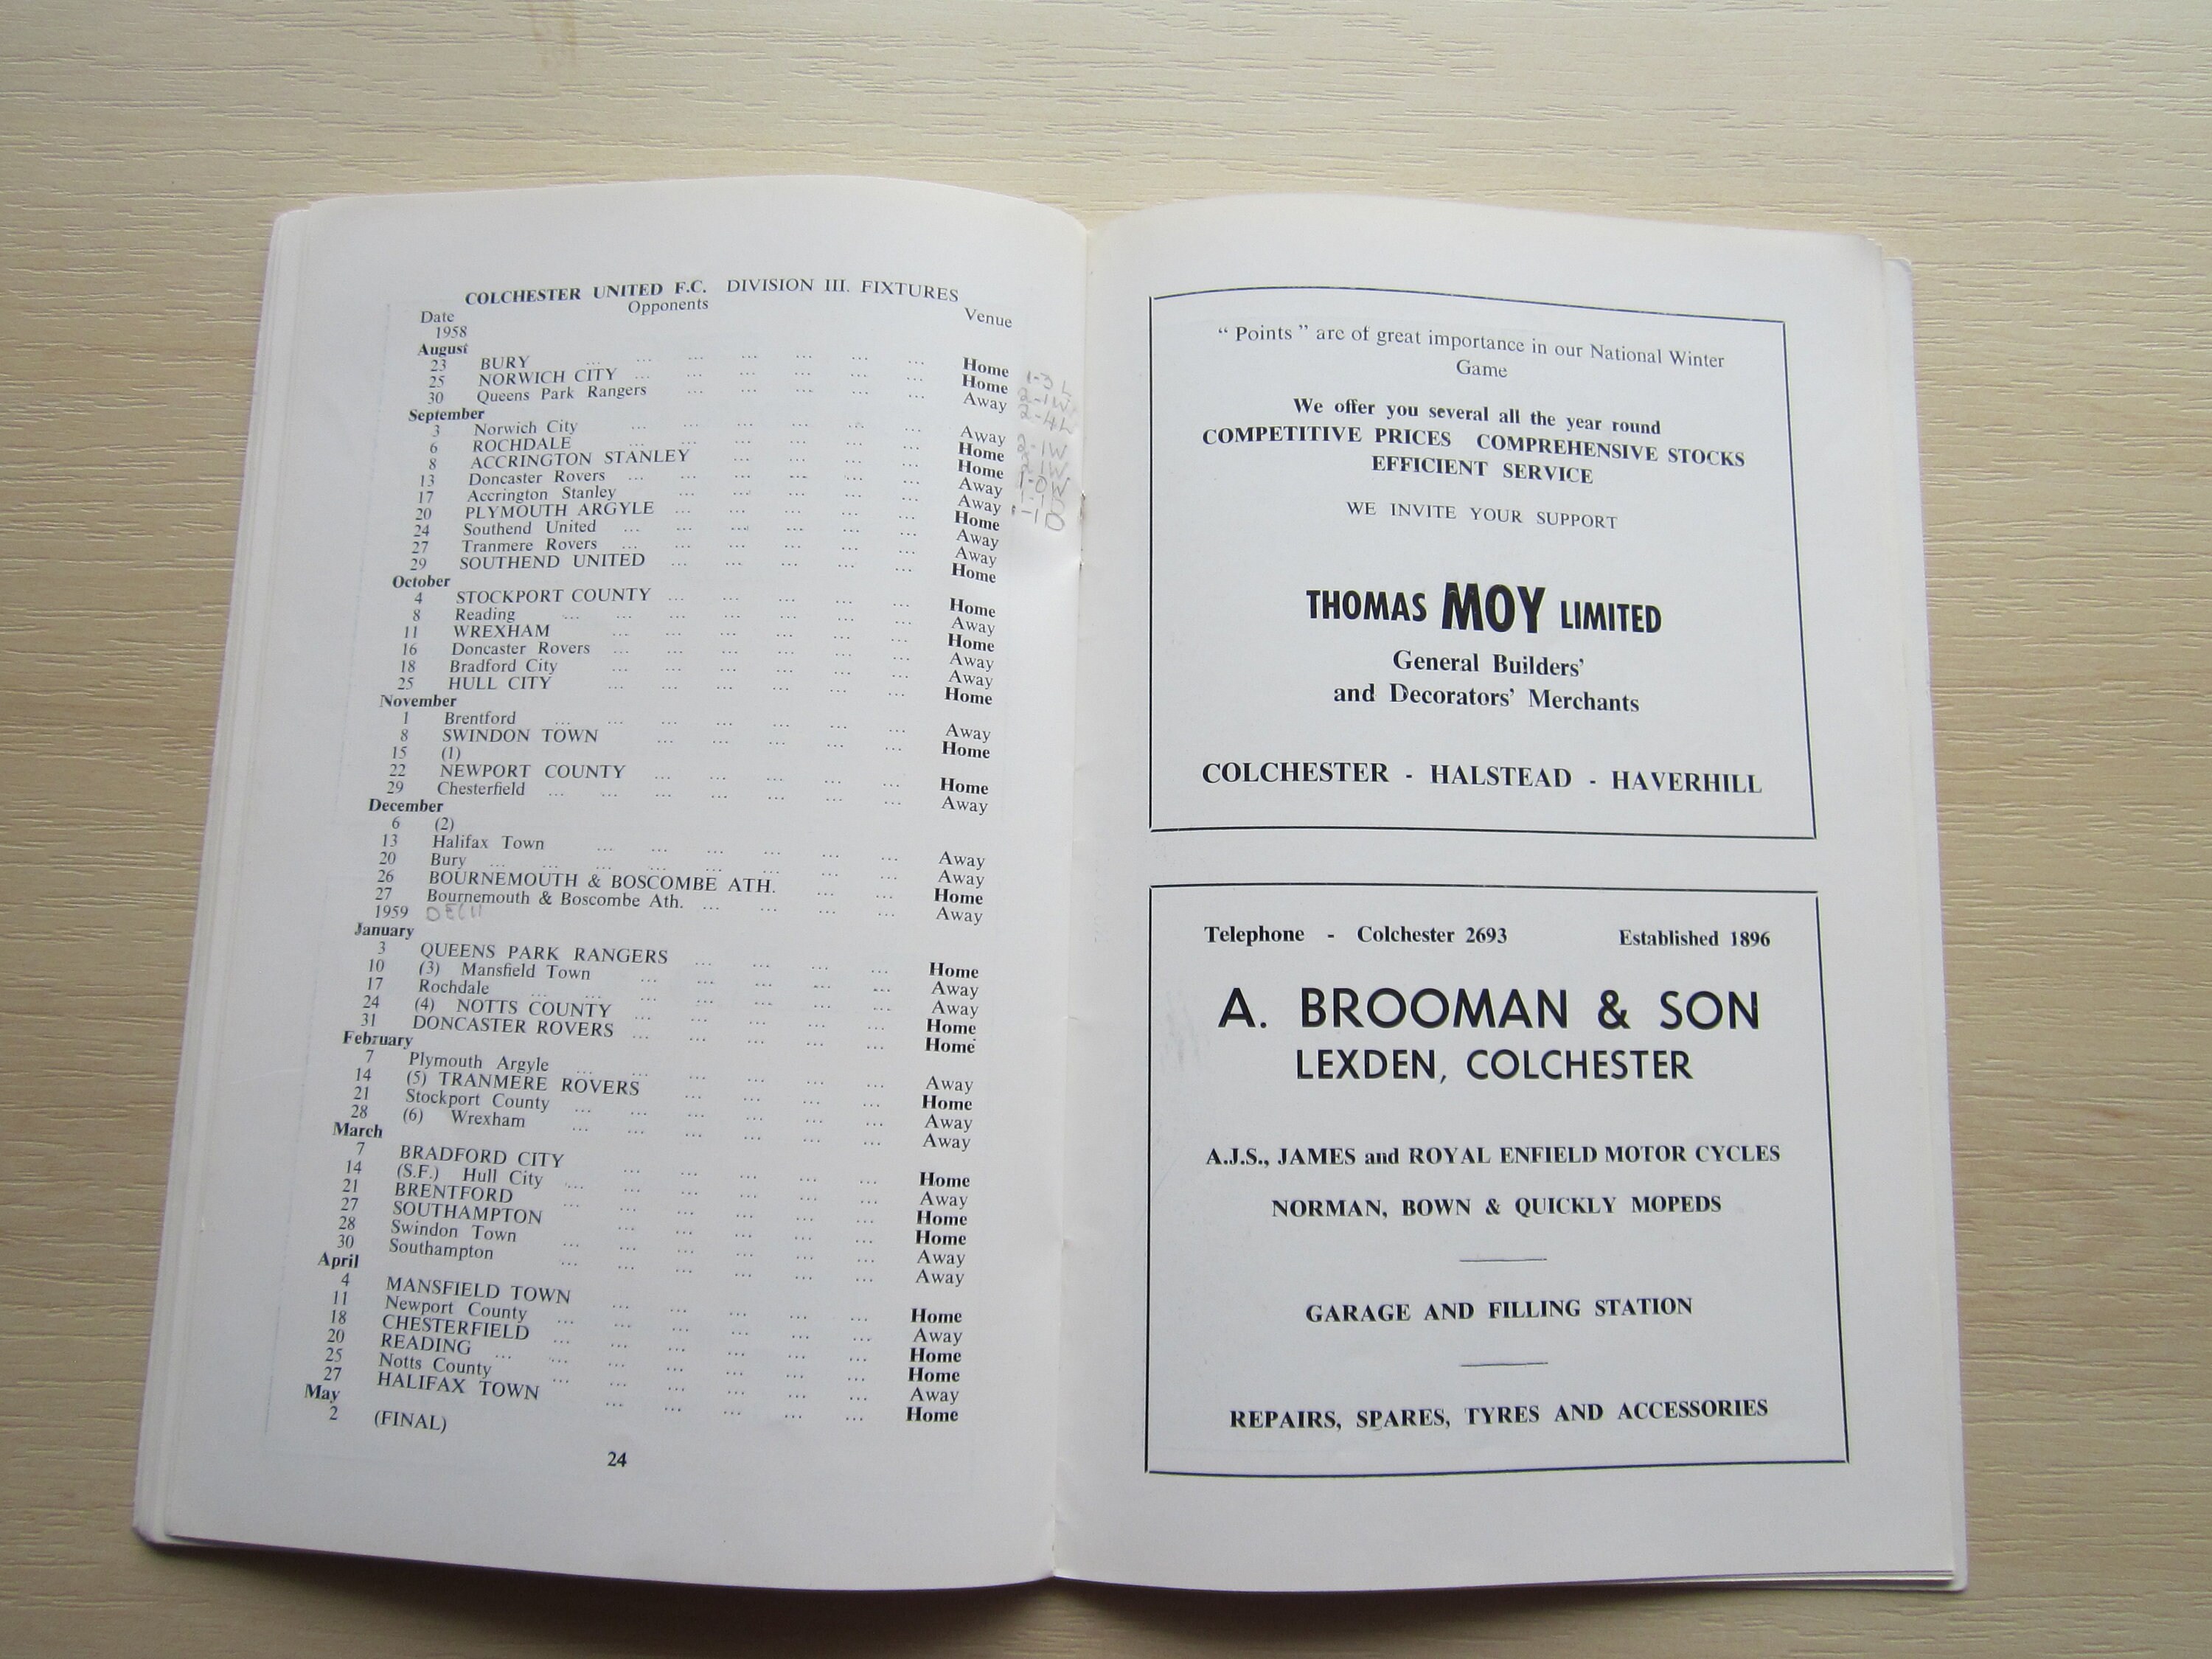 COLCHESTER UNITED F.C. DIVISION III. FIXTURES
Date Opponents Venue
1958
August
23 BURY ... ... ... ... ... ... ... Home 1-3 L
25 NORWICH CITY ... ... ... ... ... ... Home 2-1 W
30 Queens Park Rangers ... ... ... ... ... Away 2-4 L
September
3 Norwich City ... ... ... ... ... ... Away 2-1 W
6 ROCHDALE ... ... ... ... ... ... Home 2-1 W
8 ACCRINGTON STANLEY ... ... ... ... Home 1-0 W
13 Doncaster Rovers ... ... ... ... ... ... Away
17 Accrington Stanley ... ... ... ... ... Away
20 PLYMOUTH ARGYLE ... ... ... ... ... Home
24 Southend United ... ... ... ... ... ... Away
27 Tranmere Rovers ... ... ... ... ... ... Away
29 SOUTHEND UNITED ... ... ... ... ... Home
October
4 STOCKPORT COUNTY ... ... ... ... ... Home
8 Reading ... ... ... ... ... ... ... Away
11 WREXHAM ... ... ... ... ... ... Home
16 Doncaster Rovers ... ... ... ... ... ... Away
18 Bradford City ... ... ... ... ... ... Away
25 HULL CITY ... ... ... ... ... ... Home
November
1 Brentford ... ... ... ... ... ... ... Away
8 SWINDON TOWN ... ... ... ... ... Home
15 (1)
22 NEWPORT COUNTY ... ... ... ... ... Home
29 Chesterfield ... ... ... ... ... ... ... Away
December
6 (2)
13 Halifax Town ... ... ... ... ... ... Away
20 Bury ... ... ... ... ... ... ... ... Away
26 BOURNEMOUTH & BOSCOMBE ATH. ... ... Home
27 Bournemouth & Boscombe Ath. ... ... ... ... Away
1959
January
3 QUEENS PARK RANGERS ... ... ... ... Home
10 (3) Mansfield Town ... ... ... ... ... Away
17 Rochdale ... ... ... ... ... ... ... Away
24 (4) NOTTS COUNTY ... ... ... ... ... Home
31 DONCASTER ROVERS ... ... ... ... ... Home
February
7 Plymouth Argyle ... ... ... ... ... ... Away
14 (5) TRANMERE ROVERS ... ... ... ... Home
21 Stockport County ... ... ... ... ... ... Away
28 (6) Wrexham ... ... ... ... ... ... Away
March
7 BRADFORD CITY ... ... ... ... ... Home
14 (S.F.) Hull City ... ... ... ... ... ... Away
21 BRENTFORD ... ... ... ... ... ... Home
27 SOUTHAMPTON ... ... ... ... ... Home
28 Swindon Town ... ... ... ... ... ... Away
30 Southampton ... ... ... ... ... ... Away
April
4 MANSFIELD TOWN ... ... ... ... ... Home
11 Newport County ... ... ... ... ... ... Away
18 CHESTERFIELD ... ... ... ... ... ... Home
20 READING ... ... ... ... ... ... ... Home
25 Notts County ... ... ... ... ... ... Away
27 HALIFAX TOWN ... ... ... ... ... Home
May
2 (FINAL)
24
“ Points ” are of great importance in our National Winter
Game
We offer you several all the year round
COMPETITIVE PRICES COMPREHENSIVE STOCKS
EFFICIENT SERVICE
WE INVITE YOUR SUPPORT
THOMAS MOY LIMITED
General Builders’
and Decorators’ Merchants
COLCHESTER - HALSTEAD - HAVERHILL
Telephone - Colchester 2693 Established 1896
A. BROOMAN & SON
LEXDEN, COLCHESTER
A.J.S., JAMES and ROYAL ENFIELD MOTOR CYCLES
NORMAN, BOWN & QUICKLY MOPEDS
GARAGE AND FILLING STATION
REPAIRS, SPARES, TYRES AND ACCESSORIES